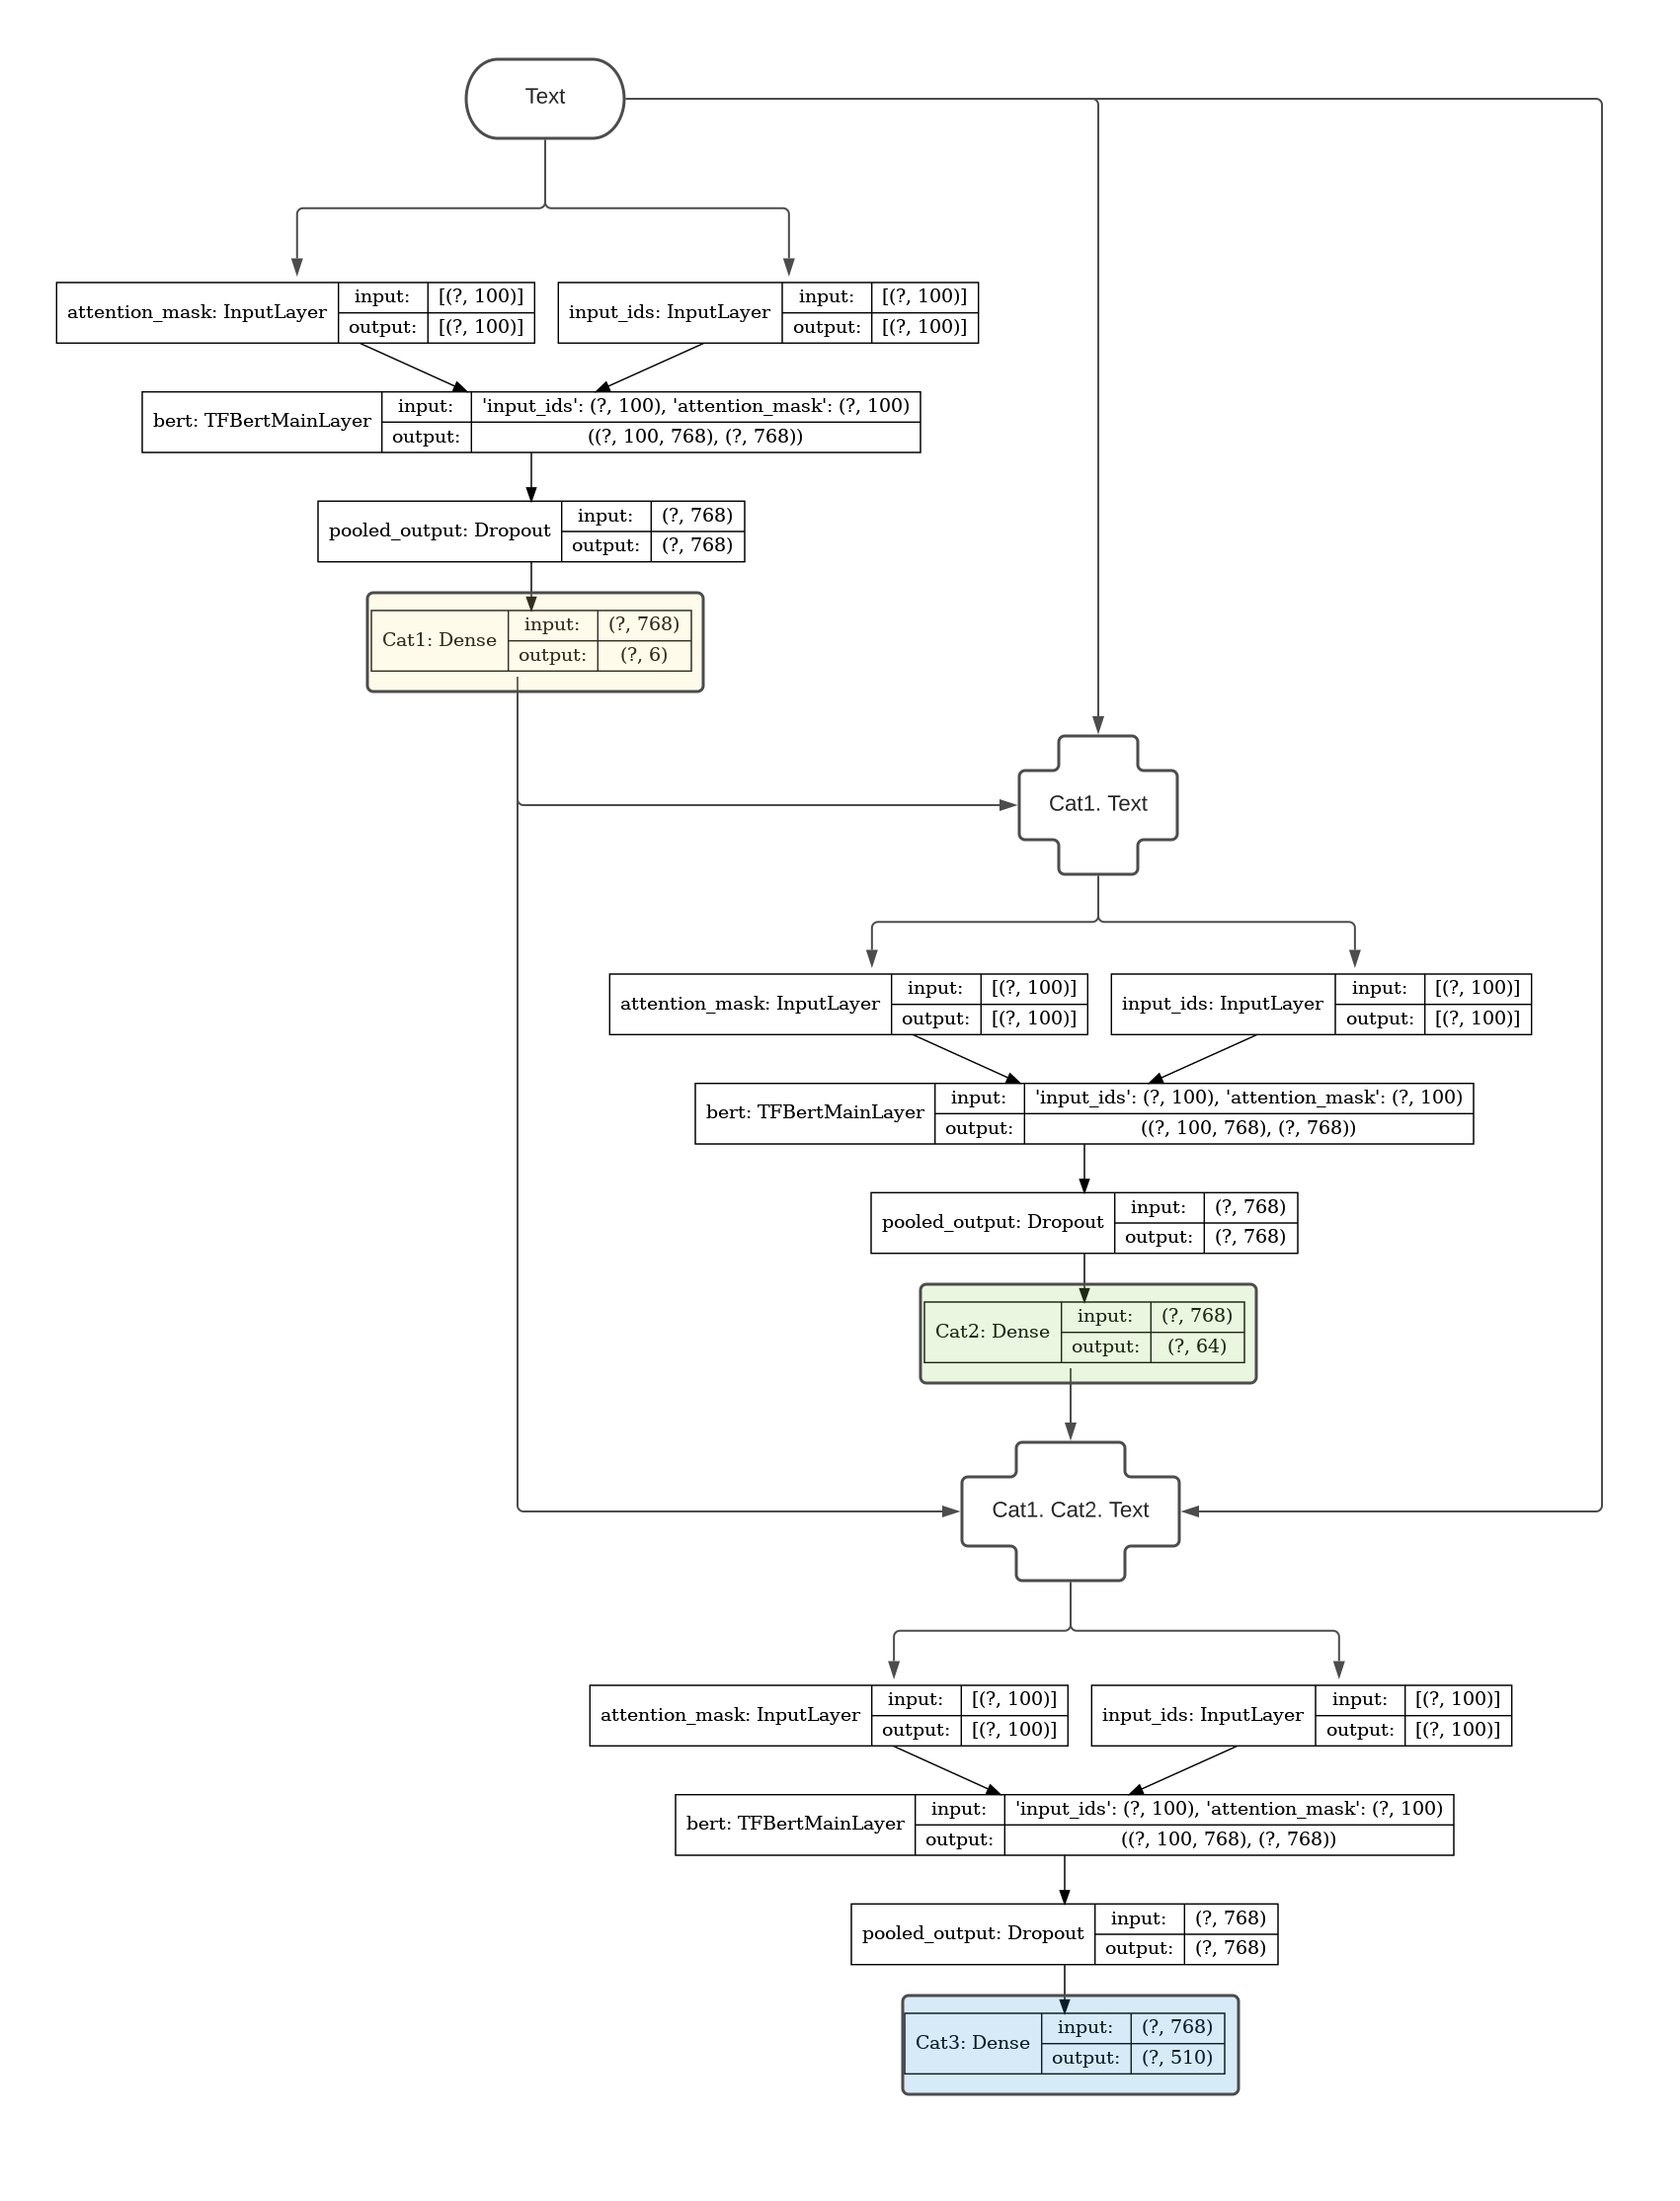 Text
attention_mask: InputLayer
input: [(?, 100)]
output: [(?, 100)]
input_ids: InputLayer
input: [(?, 100)]
output: [(?, 100)]
bert: TFBertMainLayer
input: 'input_ids': (?, 100), 'attention_mask': (?, 100)
output: ((?, 100, 768), (?, 768))
pooled_output: Dropout
input: (?, 768)
output: (?, 768)
Cat1: Dense
input: (?, 768)
output: (?, 6)
Cat1. Text
attention_mask: InputLayer
input: [(?, 100)]
output: [(?, 100)]
input_ids: InputLayer
input: [(?, 100)]
output: [(?, 100)]
bert: TFBertMainLayer
input: 'input_ids': (?, 100), 'attention_mask': (?, 100)
output: ((?, 100, 768), (?, 768))
pooled_output: Dropout
input: (?, 768)
output: (?, 768)
Cat2: Dense
input: (?, 768)
output: (?, 64)
Cat1. Cat2. Text
attention_mask: InputLayer
input: [(?, 100)]
output: [(?, 100)]
input_ids: InputLayer
input: [(?, 100)]
output: [(?, 100)]
bert: TFBertMainLayer
input: 'input_ids': (?, 100), 'attention_mask': (?, 100)
output: ((?, 100, 768), (?, 768))
pooled_output: Dropout
input: (?, 768)
output: (?, 768)
Cat3: Dense
input: (?, 768)
output: (?, 510)